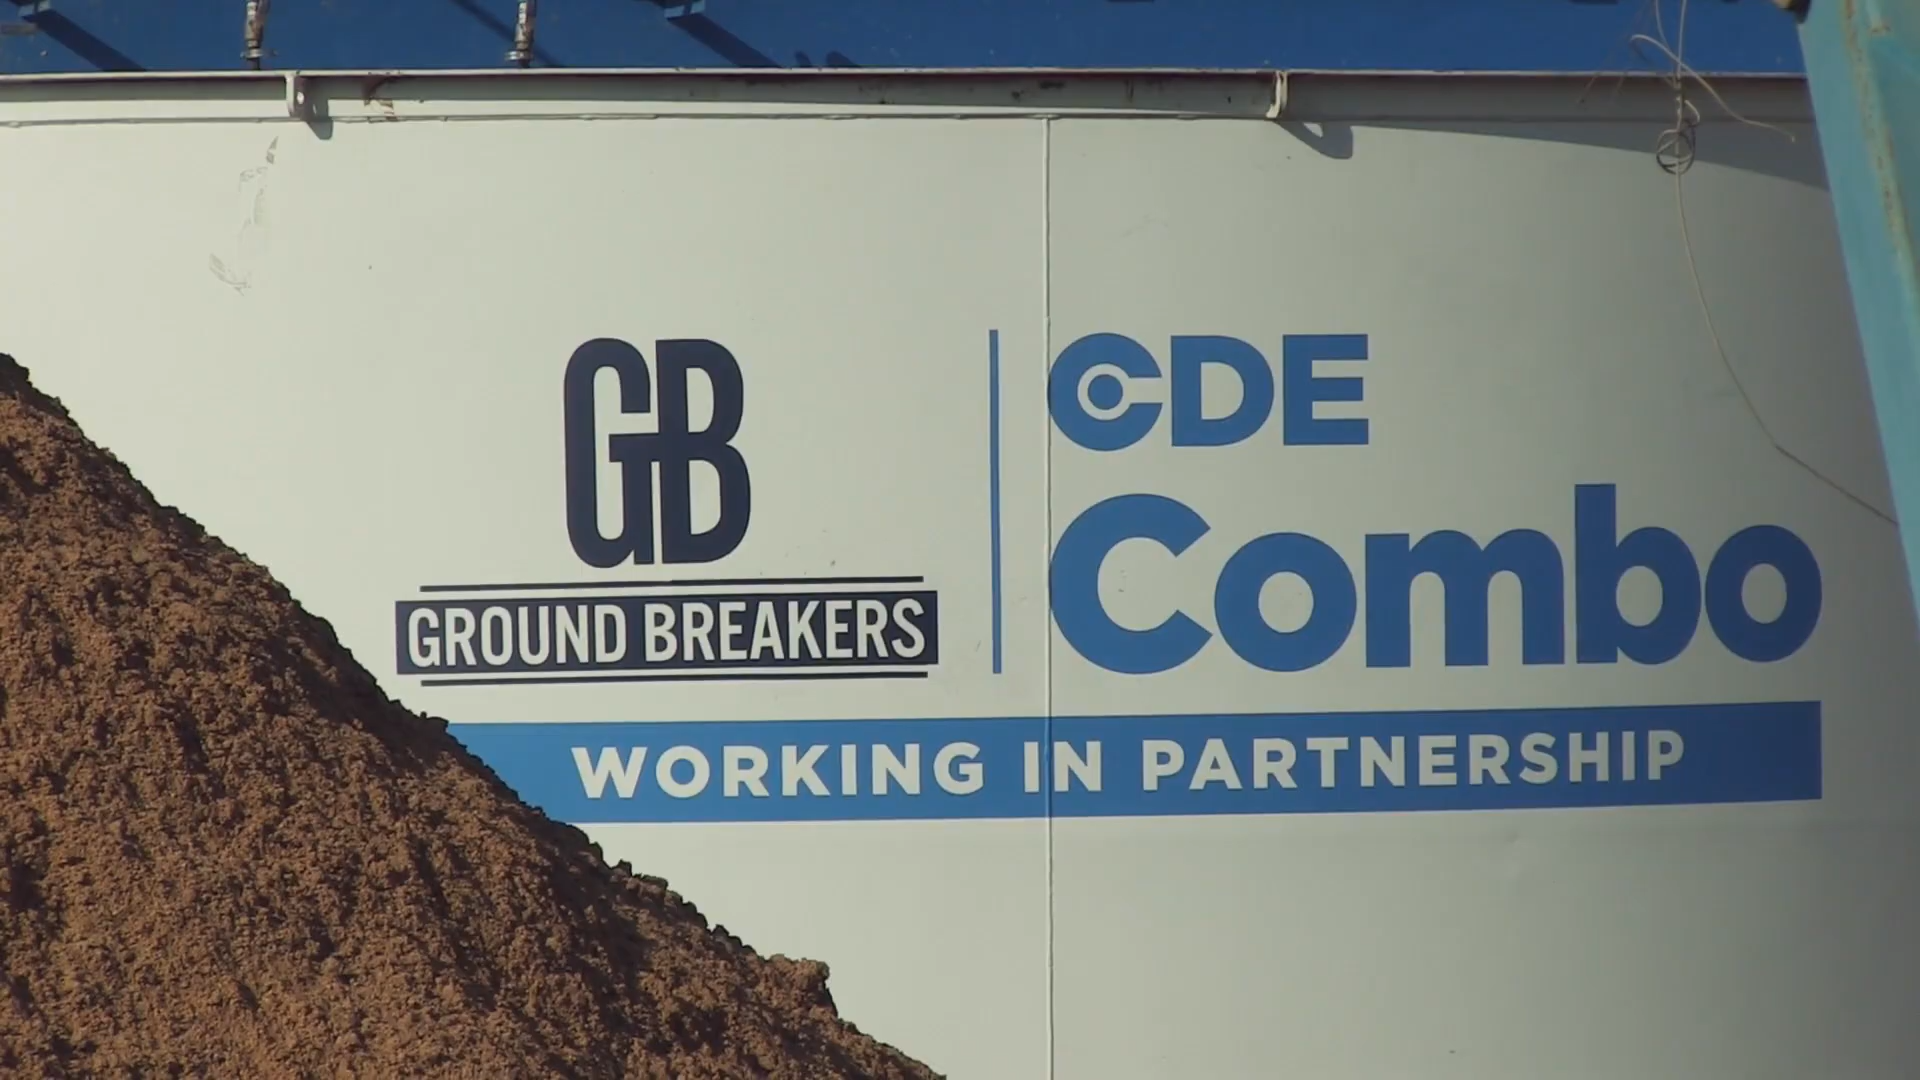 GB
GROUND BREAKERS
CDE
Combo
WORKING IN PARTNERSHIP